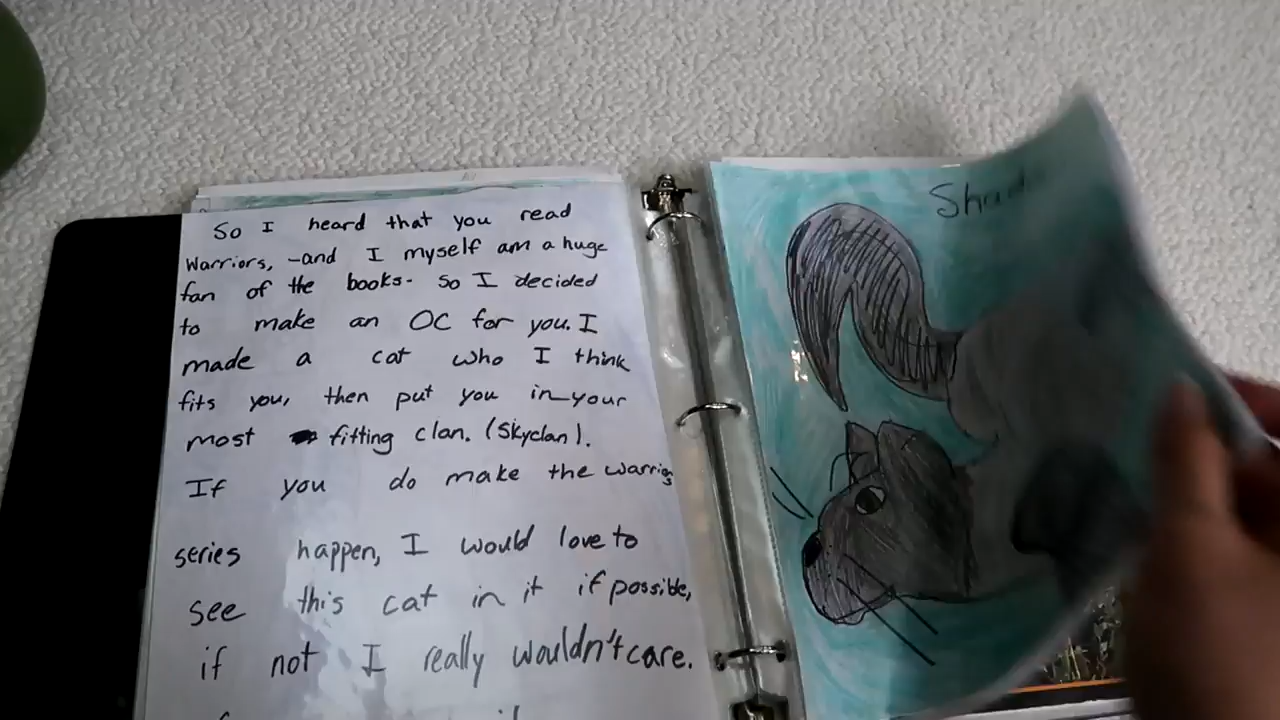 So I heard that you read
Warriors, -and I myself am a huge
fan of the books- so I decided
to make an OC for you. I
made a cat who I think
fits you, then put you in your
most fitting clan. (Skyclan).
If you do make the warriors
series happen, I would love to
see this cat in it if possible,
if not I really wouldn't care.